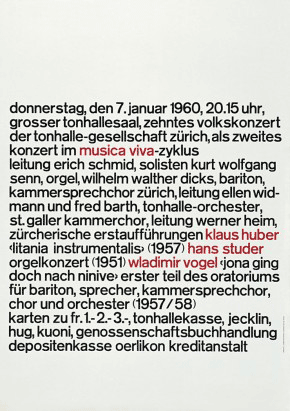 donnerstag, den 7. januar 1960, 20.15 uhr,
grosser tonhallesaal, zehntes volkskonzert
der tonhalle-gesellschaft zürich, als zweites
konzert im musica viva-zyklus
leitung erich schmid, solisten kurt wolfgang
senn, orgel, wilhelm walther dicks, bariton,
kammersprechchor zürich, leitung ellen wid-
mann und fred barth, tonhalle-orchester,
st. galler kammerchor, leitung werner heim,
zürcherische erstaufführungen klaus huber
‹litania instrumentalis› (1957) hans studer
orgelkonzert (1951) wladimir vogel ‹jona ging
doch nach ninive› erster teil des oratoriums
für bariton, sprecher, kammersprechchor,
chor und orchester (1957/58)
karten zu fr. 1.- 2.- 3.-, tonhallekasse, jecklin,
hug, kuoni, genossenschaftsbuchhandlung
depositenkasse oerlikon kreditanstalt